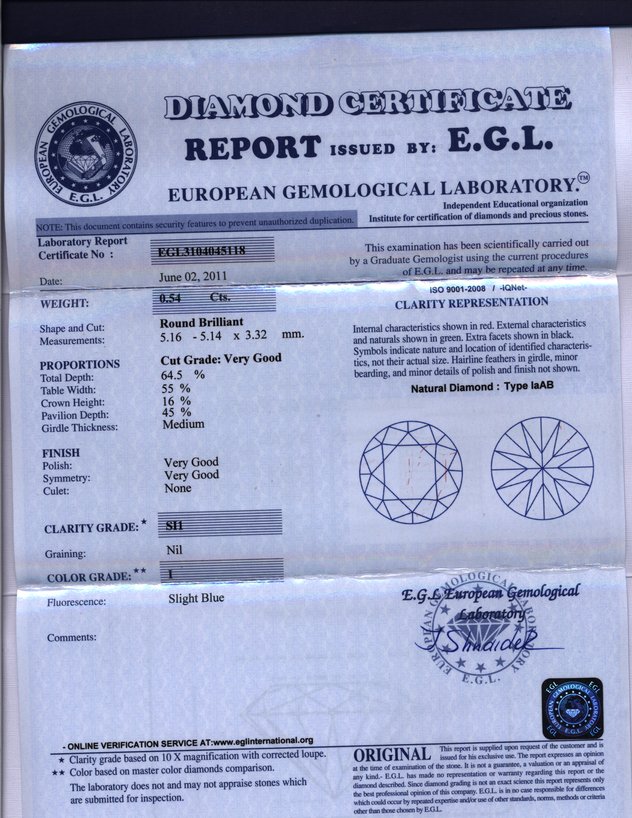 DIAMOND CERTIFICATE
REPORT ISSUED BY: E.G.L.
EUROPEAN GEMOLOGICAL LABORATORY.™
EUROPEAN GEMOLOGICAL LABORATORY
E.G.L.
Independent Educational organization
Institute for certification of diamonds and precious stones.
NOTE: This document contains security features to prevent unauthorized duplication.
Laboratory Report
Certificate No : EGL3104045118
Date: June 02, 2011
WEIGHT: 0.54 Cts.
Shape and Cut: Round Brilliant
Measurements: 5.16 - 5.14 x 3.32 mm.
PROPORTIONS Cut Grade: Very Good
Total Depth: 64.5 %
Table Width: 55 %
Crown Height: 16 %
Pavilion Depth: 45 %
Girdle Thickness: Medium
FINISH
Polish: Very Good
Symmetry: Very Good
Culet: None
CLARITY GRADE:* SI1
Graining: Nil
COLOR GRADE:** I
Fluorescence: Slight Blue
Comments:
This examination has been scientifically carried out
by a Graduate Gemologist using the current procedures
of E.G.L. and may be repeated at any time.
ISO 9001-2008 / -IQNet-
CLARITY REPRESENTATION
Internal characteristics shown in red. External characteristics
and naturals shown in green. Extra facets shown in black.
Symbols indicate nature and location of identified characteris-
tics, not their actual size. Hairline feathers in girdle, minor
bearding, and minor details of polish and finish not shown.
Natural Diamond : Type IaAB
E.G.L European Gemological
Laboratory
EUROPEAN GEMOLOGICAL LABORATORY
E.G.L.
- ONLINE VERIFICATION SERVICE AT:www.eglinternational.org
* Clarity grade based on 10 X magnification with corrected loupe.
** Color based on master color diamonds comparison.
The laboratory does not and may not appraise stones which
are submitted for inspection.
EGL EGL
EUROPEAN GEMOLOGICAL LABORATORY
EGL EGL
ORIGINAL This report is supplied upon request of the customer and is
issued for his exclusive use. The report expresses an opinion
at the time of examination of the stone. It is not a guarantee, a valuation or an appraisal of
any kind.- E.G.L. has made no representation or warranty regarding this report or the
diamond described. Since diamond grading is not an exact science this report represents only
the best professional opinion of this company. E.G.L. is in no case responsible for differences
which could occur by repeated expertise and/or use of other standards, norms, methods or criteria
other than those chosen by E.G.L.